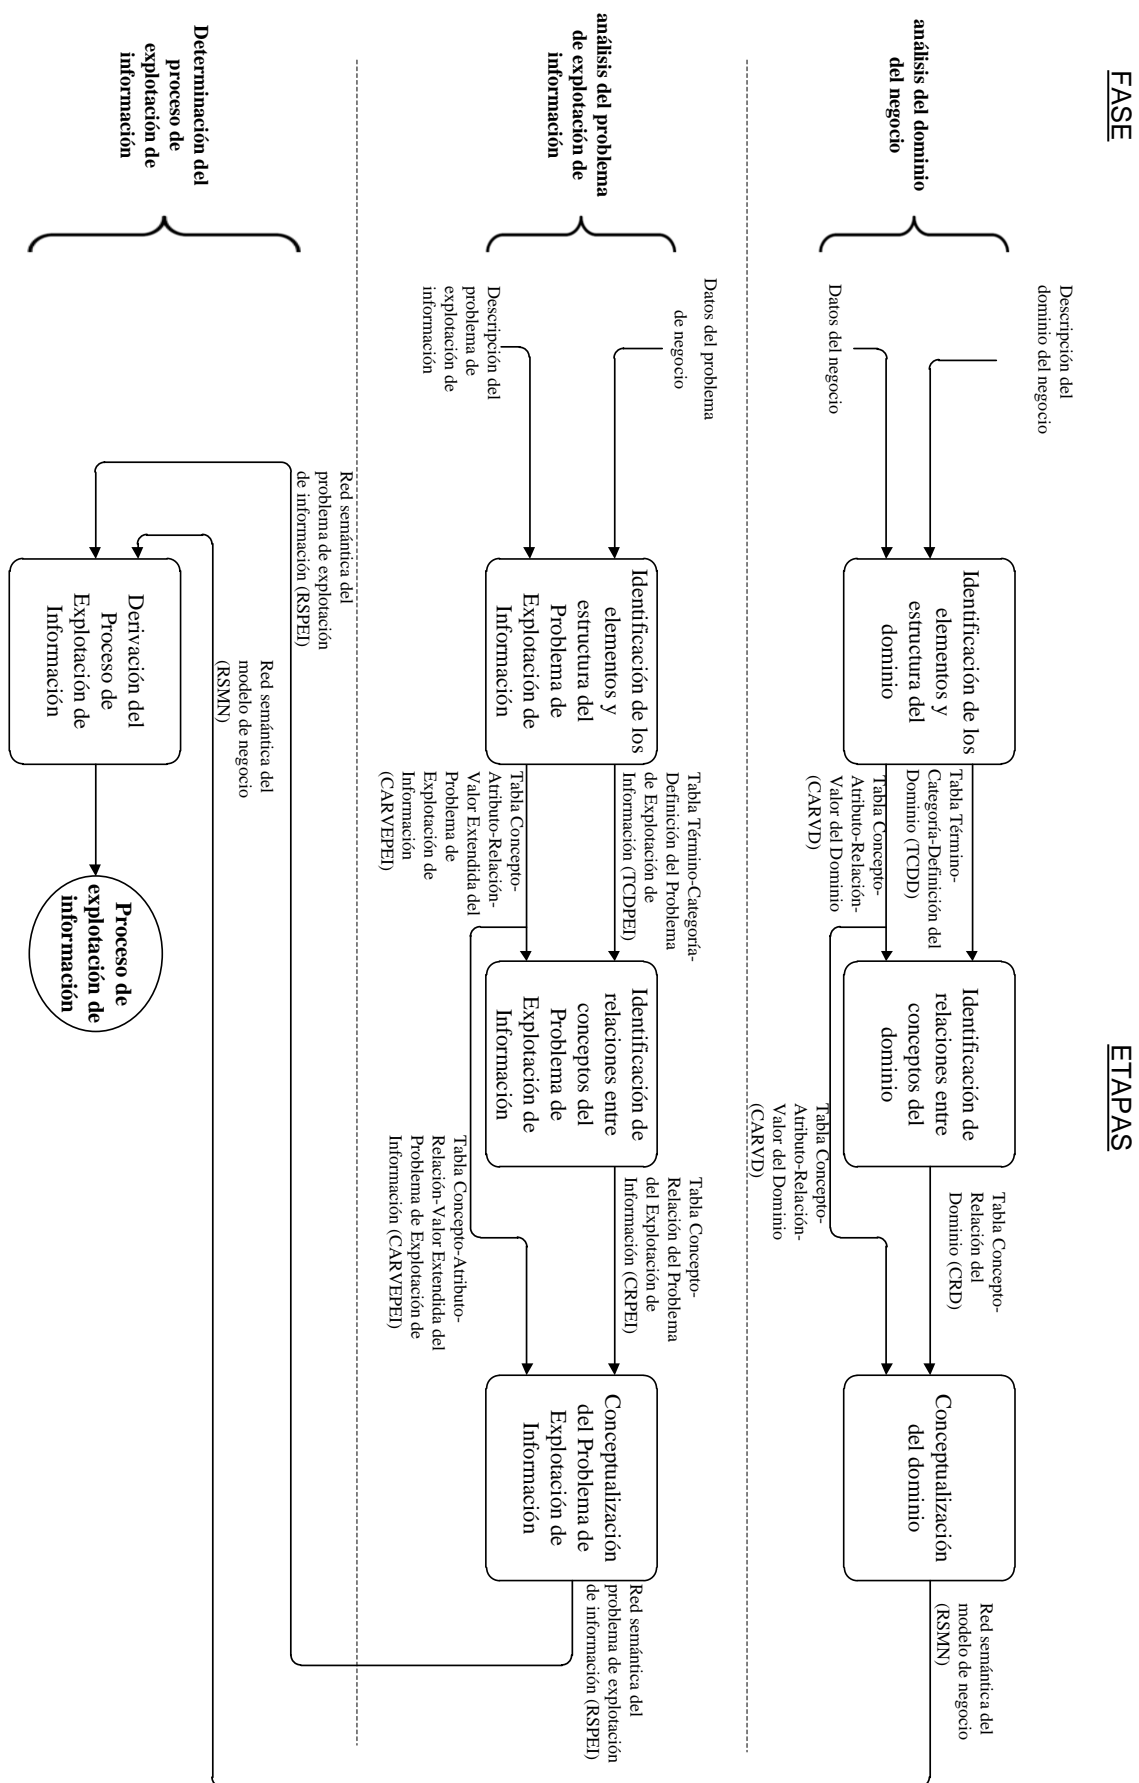 FASE
ETAPAS
análisis del dominio
del negocio
Descripción del
dominio del negocio
Datos del negocio
Identificación de los
elementos y
estructura del
dominio
Tabla Término-
Categoría-Definición del
Dominio (TCDD)
Tabla Concepto-
Atributo-Relación-
Valor del Dominio
(CARVD)
Identificación de
relaciones entre
conceptos del
dominio
Tabla Concepto-
Atributo-Relación-
Valor del Dominio
(CARVD)
Tabla Concepto-
Relación del
Dominio (CRD)
Conceptualización
del dominio
Red semántica del
modelo de negocio
(RSMN)
análisis del problema
de explotación de
información
Datos del problema
de negocio
Descripción del
problema de
explotación de
información
Identificación de los
elementos y
estructura del
Problema de
Explotación de
Información
Tabla Término-Categoría-
Definición del Problema
de Explotación de
Información (TCDPEI)
Tabla Concepto-
Atributo-Relación-
Valor Extendida del
Problema de
Explotación de
Información
(CARVEPEI)
Identificación de
relaciones entre
conceptos del
Problema de
Explotación de
Información
Tabla Concepto-
Relación del Problema
del Explotación de
Información (CRPEI)
Tabla Concepto-Atributo-
Relación-Valor Extendida del
Problema de Explotación de
Información (CARVEPEI)
Conceptualización
del Problema de
Explotación de
Información
Red semántica del
problema de explotación
de información (RSPEI)
Determinación del
proceso de
explotación de
información
Red semántica del
problema de explotación
de información (RSPEI)
Red semántica del
modelo de negocio
(RSMN)
Derivación del
Proceso de
Explotación de
Información
Proceso de
explotación de
información